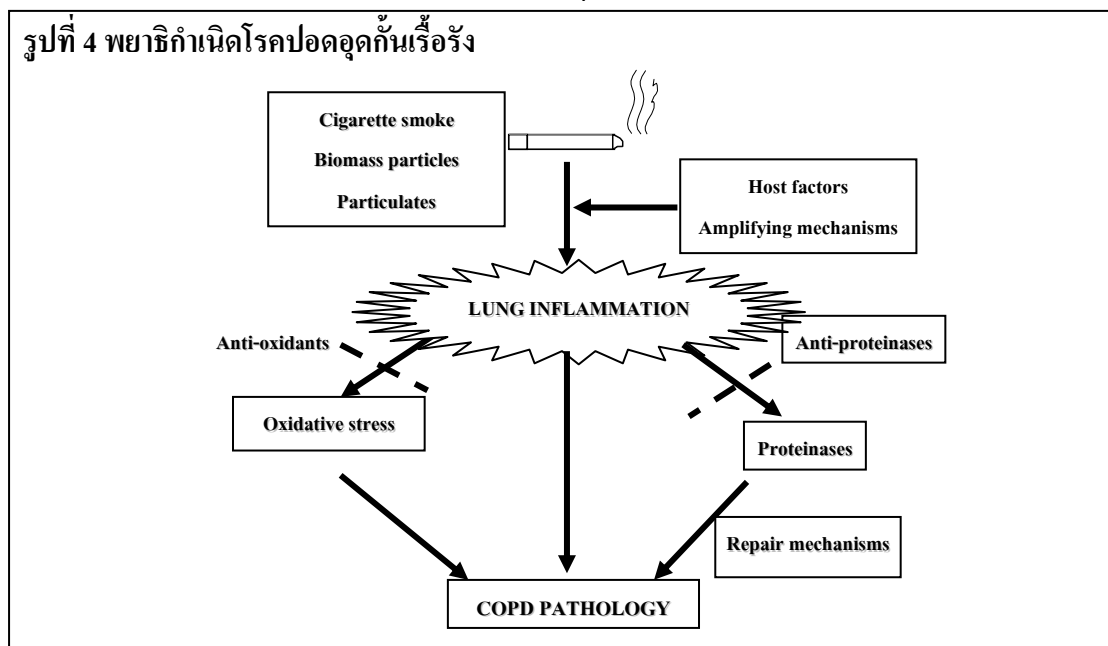 รูปที่ 4 พยาธิกำเนิดโรคปอดอุดกั้นเรื้อรัง
Cigarette smoke
Biomass particles
Particulates
Host factors
Amplifying mechanisms
LUNG INFLAMMATION
Anti-oxidants
Anti-proteinases
Oxidative stress
Proteinases
Repair mechanisms
COPD PATHOLOGY